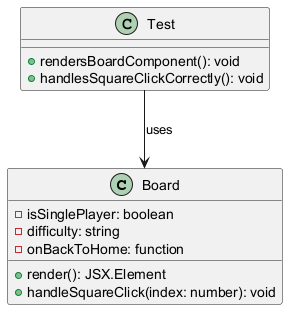 C Test
rendersBoardComponent(): void
handlesSquareClickCorrectly(): void
uses
C Board
isSinglePlayer: boolean
difficulty: string
onBackToHome: function
render(): JSX.Element
handleSquareClick(index: number): void